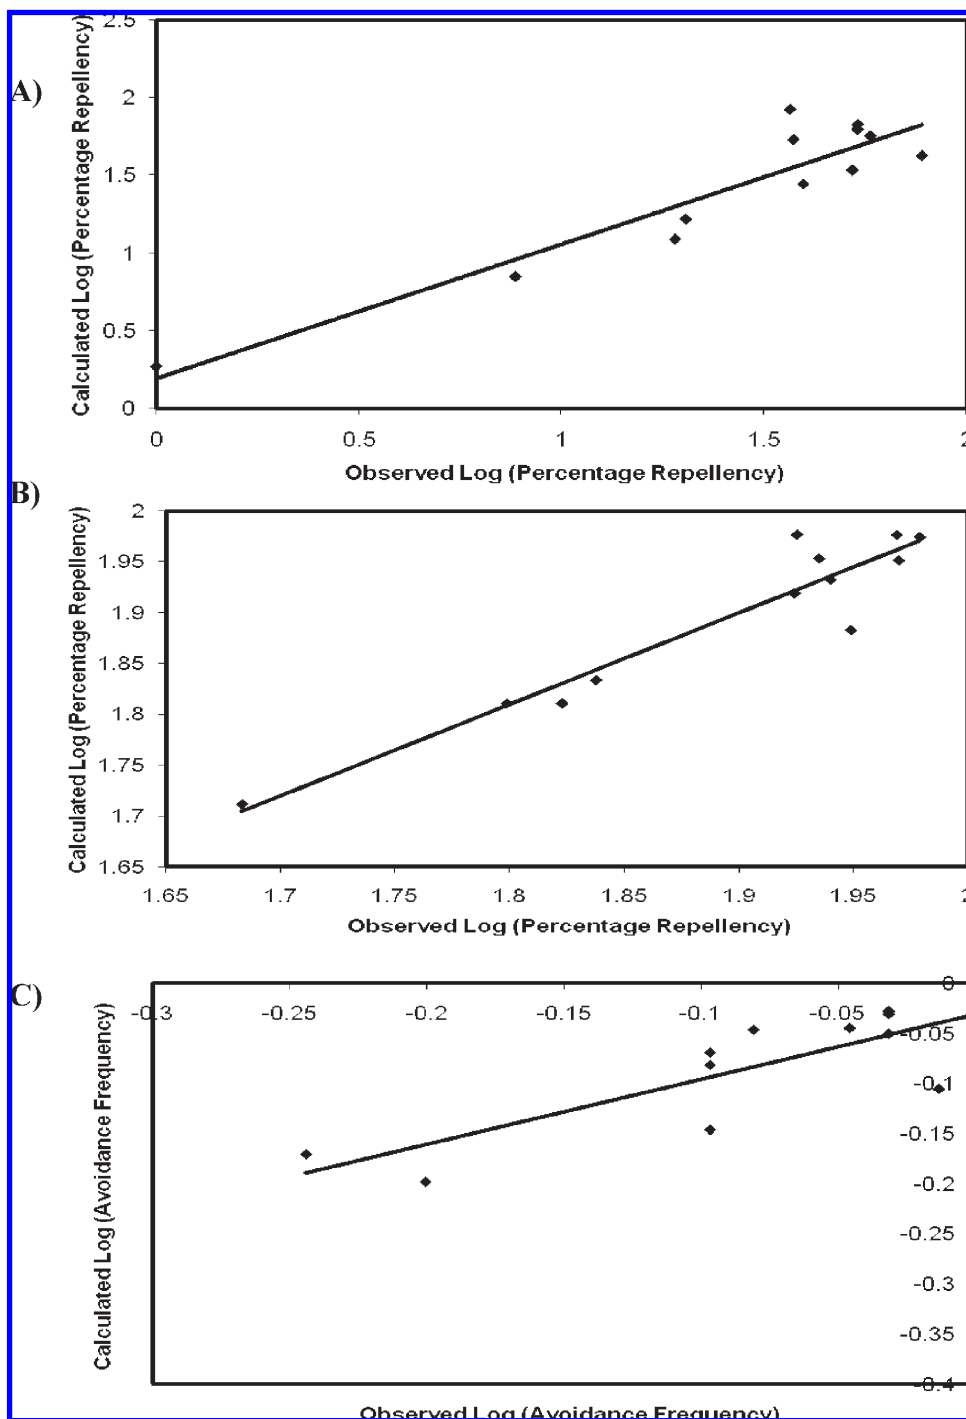 A)
Calculated Log (Percentage Repellency)
2.5
2
1.5
1
0.5
0
0 0.5 1 1.5 2
Observed Log (Percentage Repellency)
B)
Calculated Log (Percentage Repellency)
2
1.95
1.9
1.85
1.8
1.75
1.7
1.65
1.65 1.7 1.75 1.8 1.85 1.9 1.95 2
Observed Log (Percentage Repellency)
C)
Calculated Log (Avoidance Frequency)
0
-0.3 -0.25 -0.2 -0.15 -0.1 -0.05
-0.05
-0.1
-0.15
-0.2
-0.25
-0.3
-0.35
-0.4
Observed Log (Avoidance Frequency)